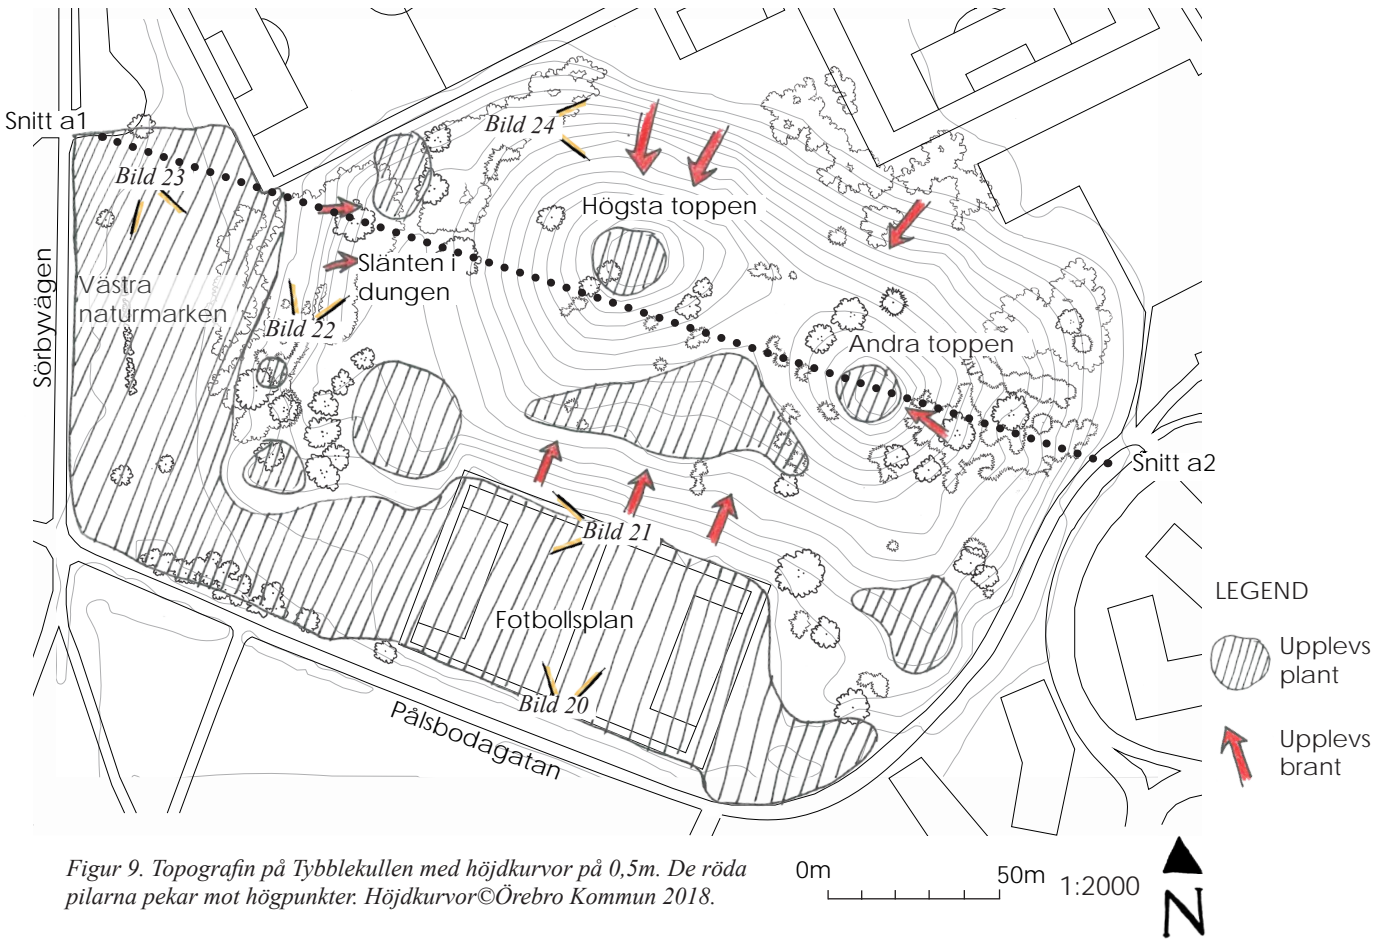 Snitt a1
Bild 24
Bild 23
Högsta toppen
Sörbyvägen
Västra
naturmarken
Slänten i
dungen
Bild 22
Andra toppen
Snitt a2
Bild 21
Fotbollsplan
Bild 20
Pålsbodagatan
LEGEND
Upplevs
plant
Upplevs
brant
Figur 9. Topografin på Tybblekullen med höjdkurvor på 0,5m. De röda
pilarna pekar mot högpunkter. Höjdkurvor©Örebro Kommun 2018.
0m
50m
1:2000
N